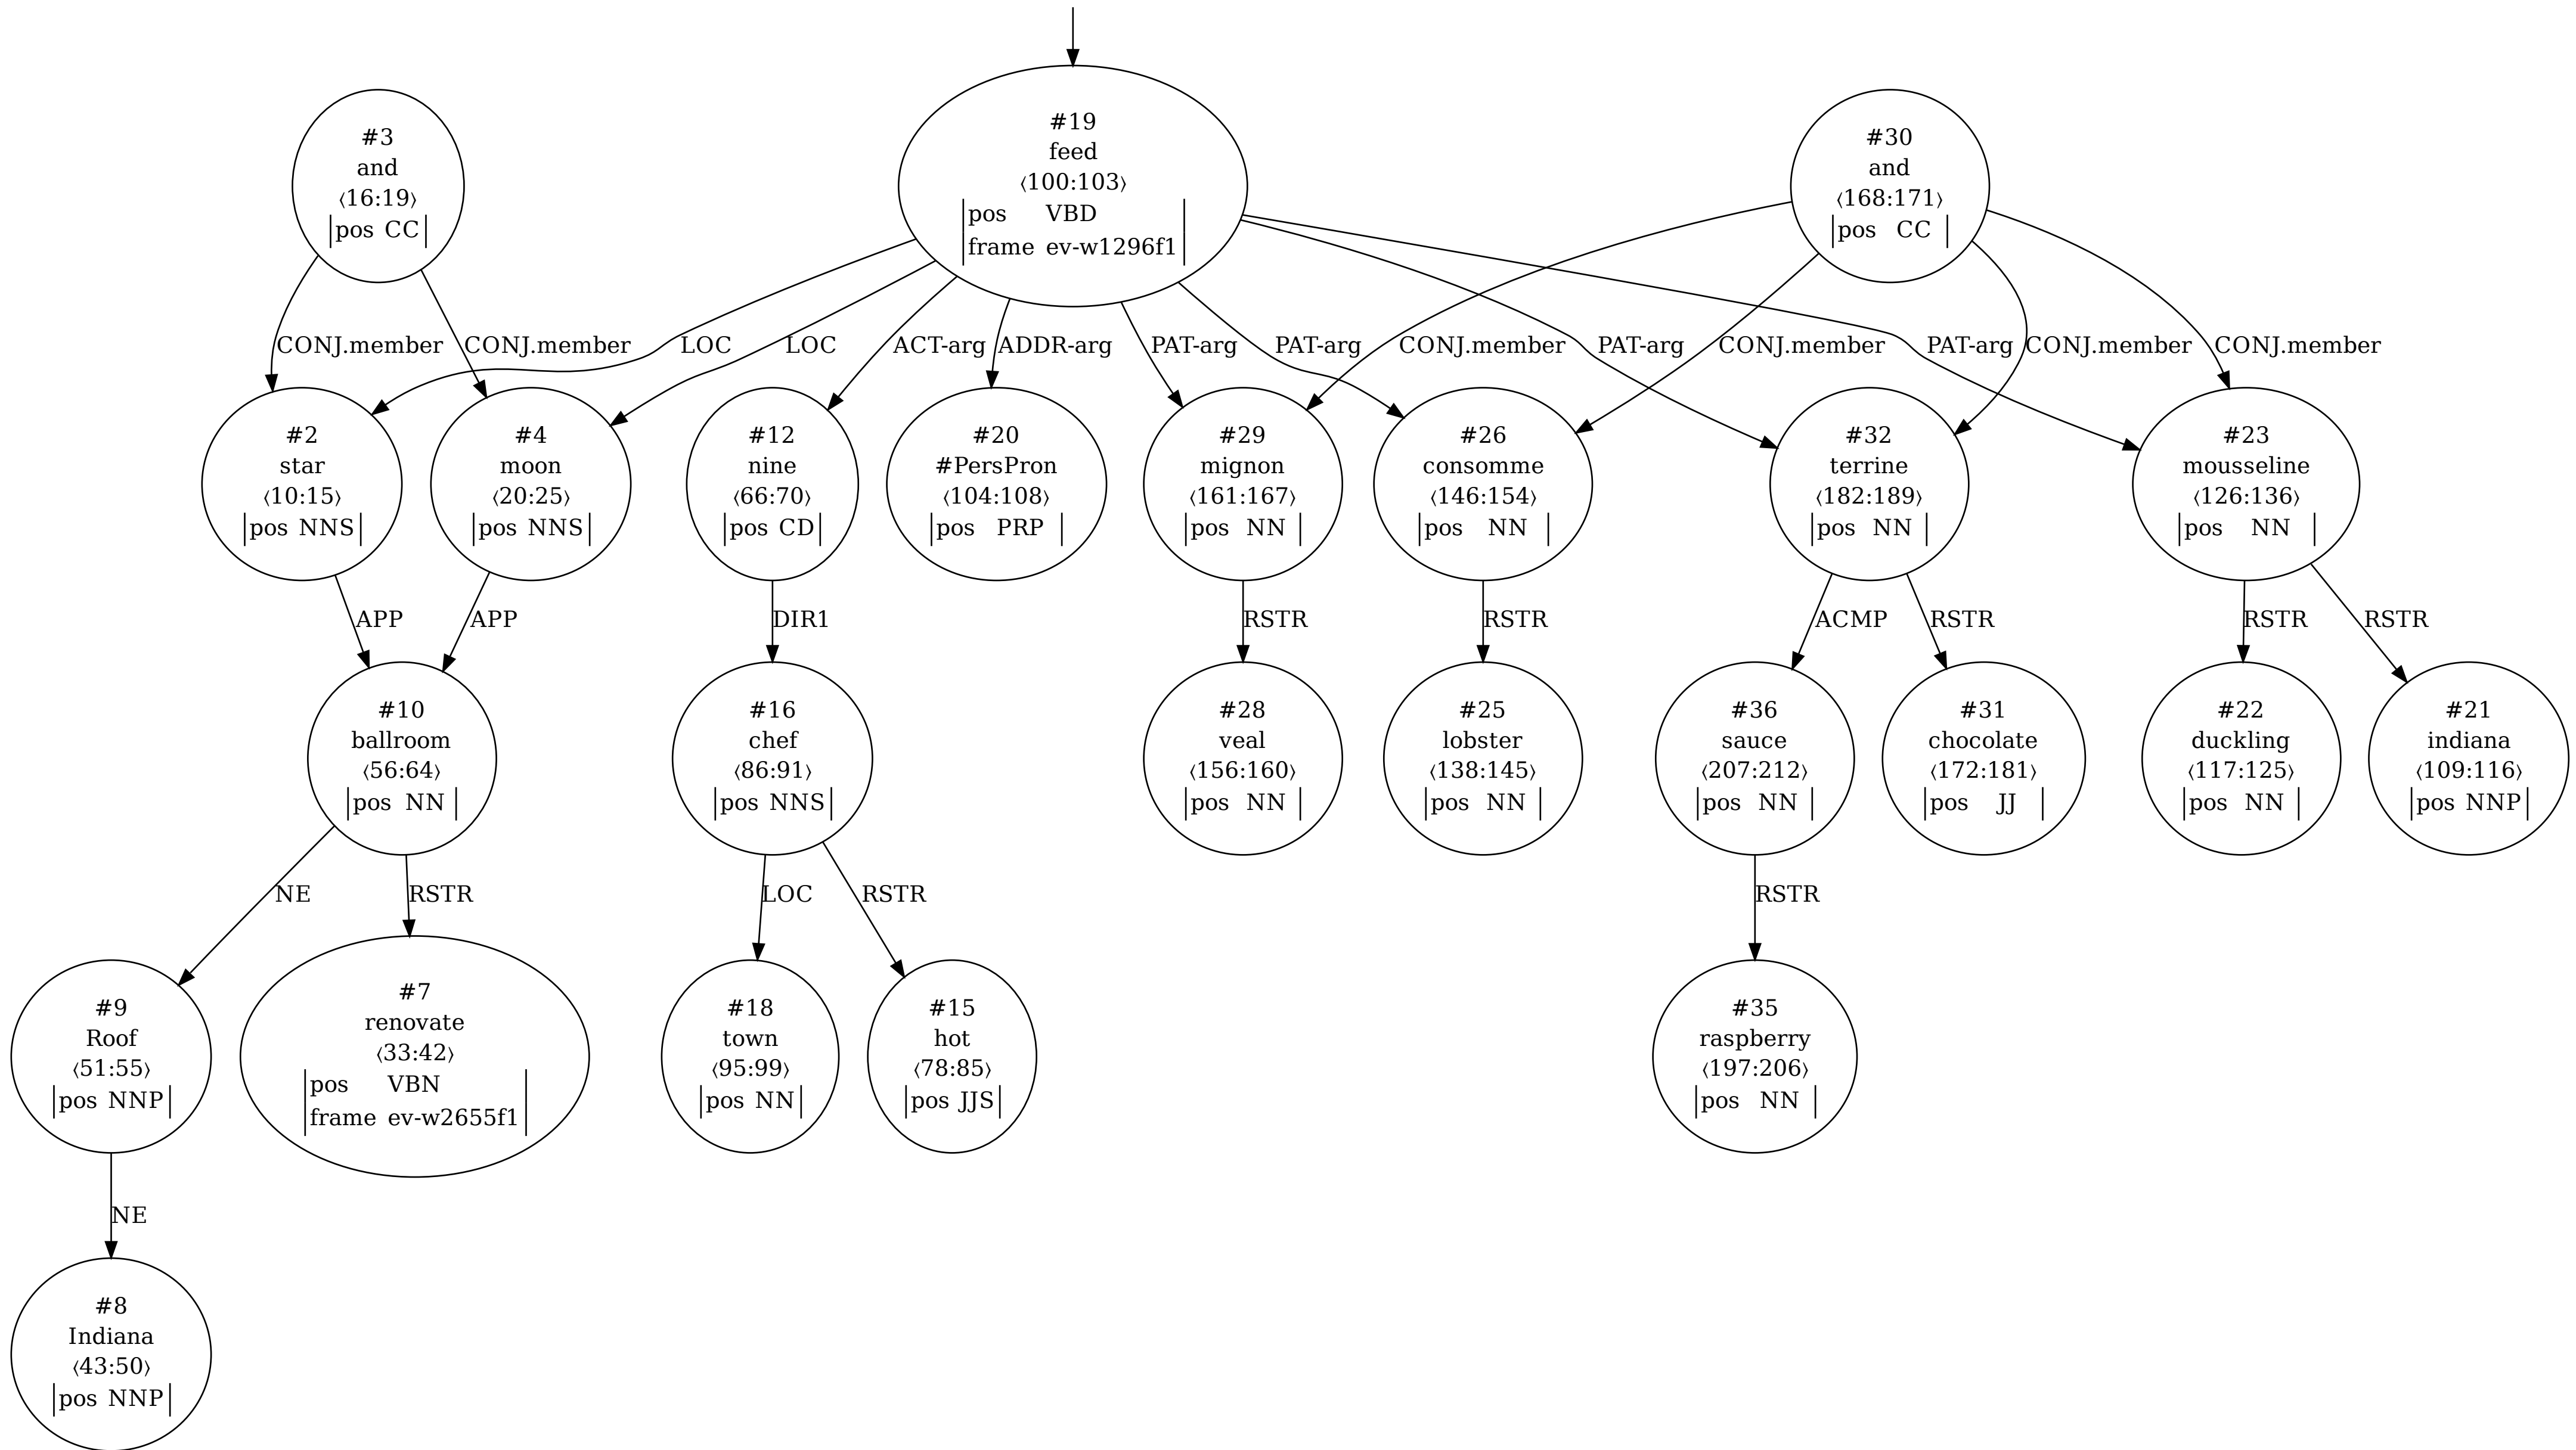 #3
and
⟨16:19⟩
pos CC
#19
feed
⟨100:103⟩
pos VBD
frame ev-w1296f1
#30
and
⟨168:171⟩
pos CC
CONJ.member
CONJ.member
LOC
LOC
ACT-arg
ADDR-arg
PAT-arg
PAT-arg
CONJ.member
PAT-arg
CONJ.member
PAT-arg
CONJ.member
CONJ.member
#2
star
⟨10:15⟩
pos NNS
#4
moon
⟨20:25⟩
pos NNS
#12
nine
⟨66:70⟩
pos CD
#20
#PersPron
⟨104:108⟩
pos PRP
#29
mignon
⟨161:167⟩
pos NN
#26
consomme
⟨146:154⟩
pos NN
#32
terrine
⟨182:189⟩
pos NN
#23
mousseline
⟨126:136⟩
pos NN
APP
APP
DIR1
RSTR
RSTR
ACMP
RSTR
RSTR
RSTR
#10
ballroom
⟨56:64⟩
pos NN
#16
chef
⟨86:91⟩
pos NNS
#28
veal
⟨156:160⟩
pos NN
#25
lobster
⟨138:145⟩
pos NN
#36
sauce
⟨207:212⟩
pos NN
#31
chocolate
⟨172:181⟩
pos JJ
#22
duckling
⟨117:125⟩
pos NN
#21
indiana
⟨109:116⟩
pos NNP
NE
RSTR
LOC
RSTR
RSTR
#9
Roof
⟨51:55⟩
pos NNP
#7
renovate
⟨33:42⟩
pos VBN
frame ev-w2655f1
#18
town
⟨95:99⟩
pos NN
#15
hot
⟨78:85⟩
pos JJS
#35
raspberry
⟨197:206⟩
pos NN
NE
#8
Indiana
⟨43:50⟩
pos NNP